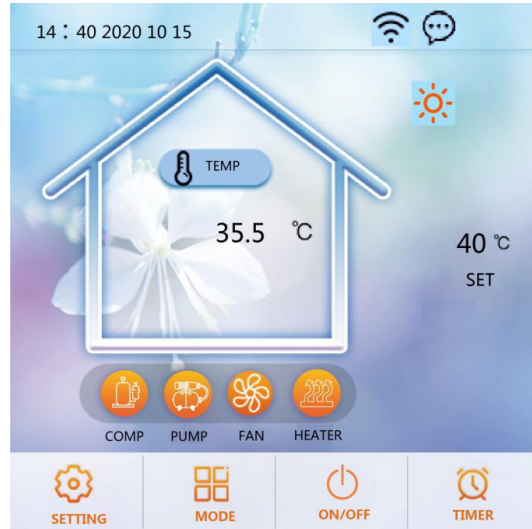 14：40 2020 10 15
TEMP
35.5 ℃
40 ℃
SET
COMP PUMP FAN HEATER
SETTING MODE ON/OFF TIMER